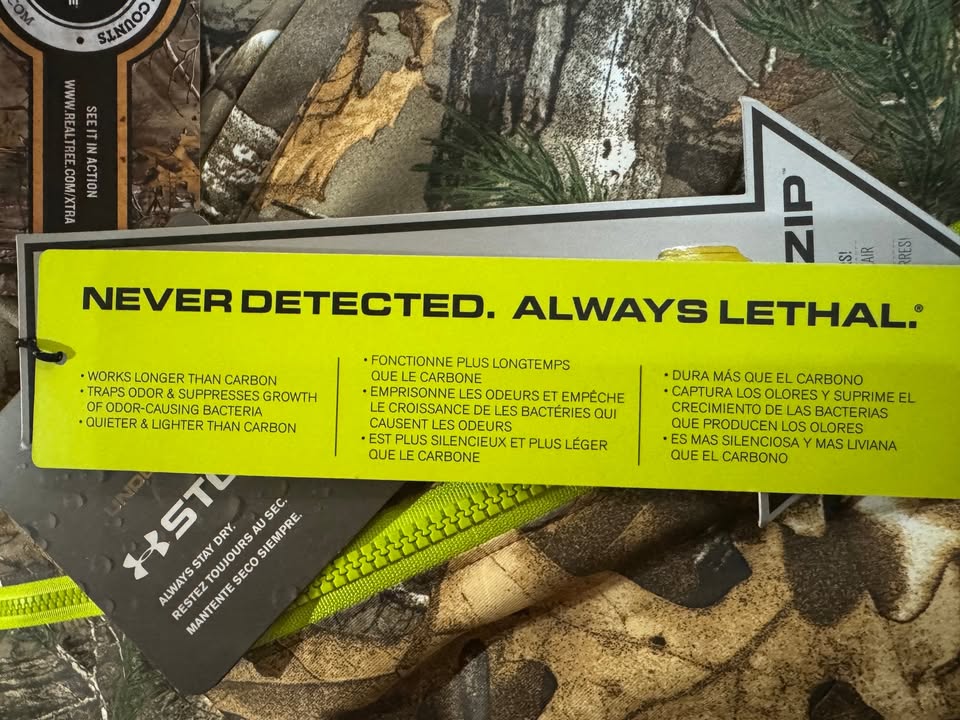 COUNTS
SEE IT IN ACTION
WWW.REALTREE.COM/XTRA
ZIP™
NEVER DETECTED. ALWAYS LETHAL.®
• WORKS LONGER THAN CARBON
• TRAPS ODOR & SUPPRESSES GROWTH
OF ODOR-CAUSING BACTERIA
• QUIETER & LIGHTER THAN CARBON
• FONCTIONNE PLUS LONGTEMPS
QUE LE CARBONE
• EMPRISONNE LES ODEURS ET EMPÊCHE
LE CROISSANCE DE LES BACTÉRIES QUI
CAUSENT LES ODEURS
• EST PLUS SILENCIEUX ET PLUS LÉGER
QUE LE CARBONE
• DURA MÁS QUE EL CARBONO
• CAPTURA LOS OLORES Y SUPRIME EL
CRECIMIENTO DE LAS BACTERIAS
QUE PRODUCEN LOS OLORES
• ES MAS SILENCIOSA Y MAS LIVIANA
QUE EL CARBONO
ALWAYS STAY DRY.
RESTEZ TOUJOURS AU SEC.
MANTENTE SECO SIEMPRE.